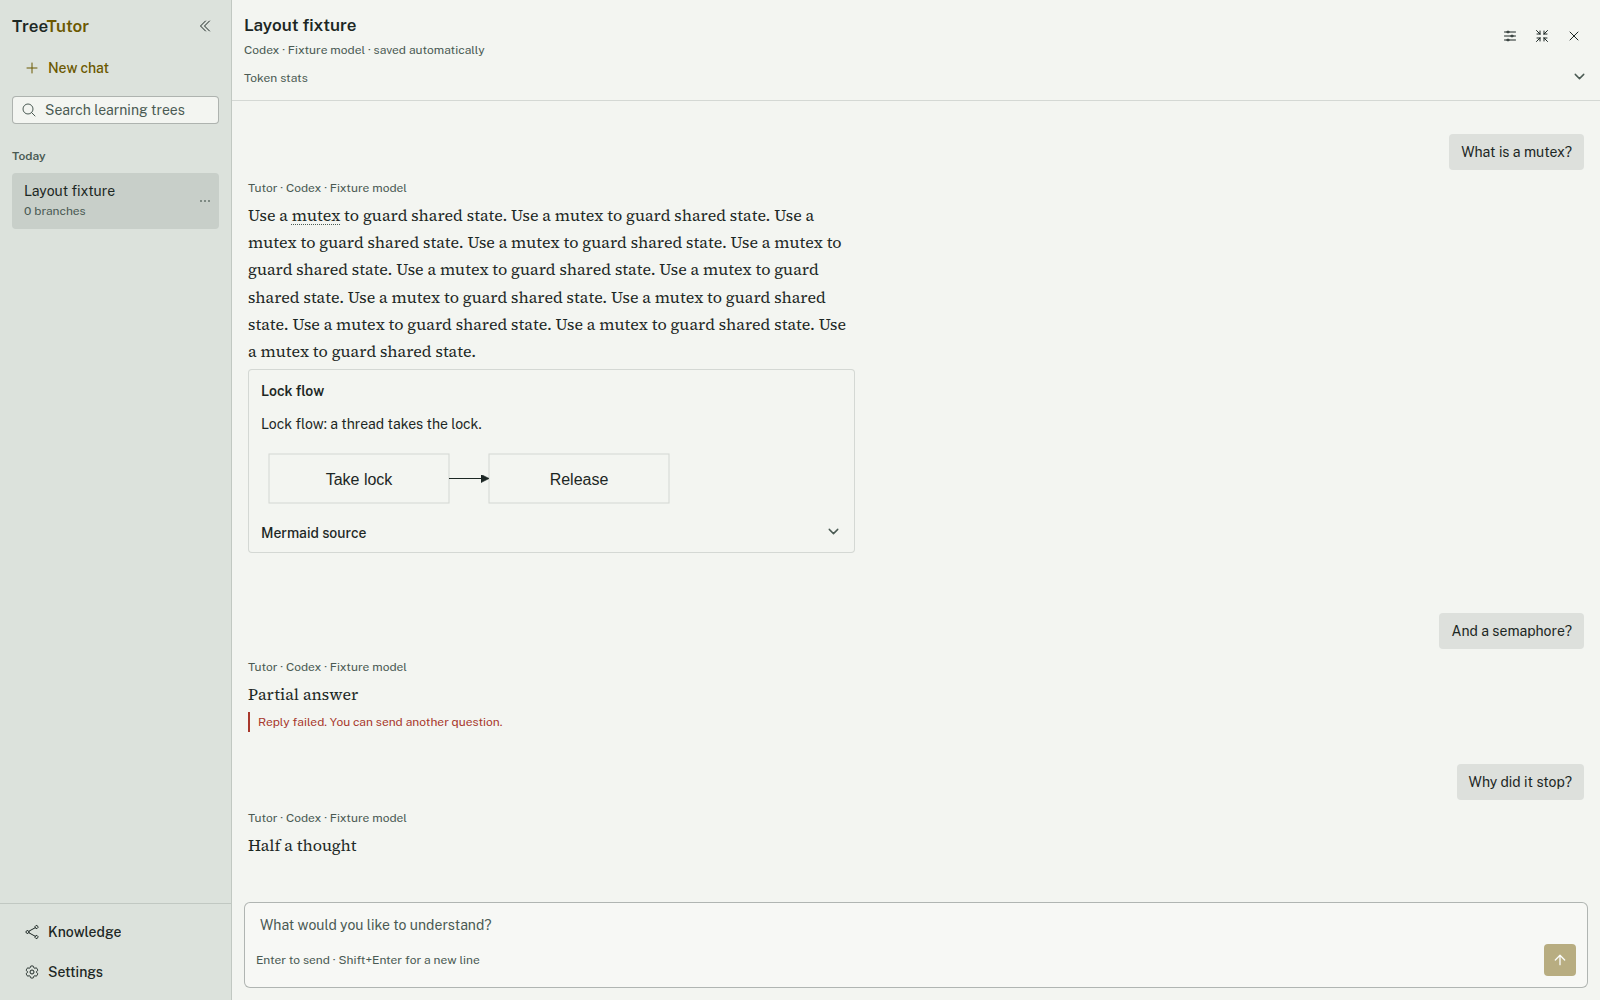 TreeTutor
New chat
Search learning trees
Today
Layout fixture
0 branches
Knowledge
Settings
Layout fixture
Codex · Fixture model · saved automatically
Token stats
What is a mutex?
Tutor · Codex · Fixture model
Use a mutex to guard shared state. Use a mutex to guard shared state. Use a
mutex to guard shared state. Use a mutex to guard shared state. Use a mutex to
guard shared state. Use a mutex to guard shared state. Use a mutex to guard
shared state. Use a mutex to guard shared state. Use a mutex to guard shared
state. Use a mutex to guard shared state. Use a mutex to guard shared state. Use
a mutex to guard shared state.
Lock flow
Lock flow: a thread takes the lock.
Take lock
Release
Mermaid source
And a semaphore?
Tutor · Codex · Fixture model
Partial answer
Reply failed. You can send another question.
Why did it stop?
Tutor · Codex · Fixture model
Half a thought
What would you like to understand?
Enter to send · Shift+Enter for a new line